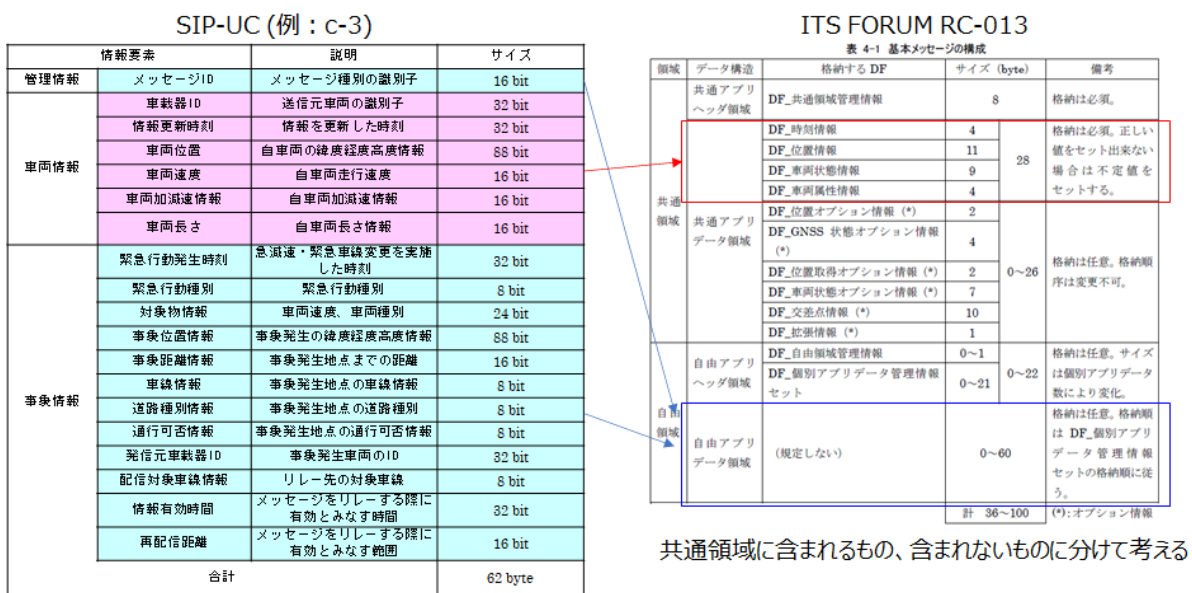 SIP-UC (例：c-3)
情報要素 説明 サイズ
管理情報 メッセージID メッセージ種別の識別子 16 bit
車両情報
車載器ID 送信元車両の識別子 32 bit
情報更新時刻 情報を更新した時刻 32 bit
車両位置 自車両の緯度経度高度情報 88 bit
車両速度 自車両走行速度 16 bit
車両加減速情報 自車両加減速情報 16 bit
車両長さ 自車両長さ情報 16 bit
事象情報
緊急行動発生時刻 急減速・緊急車線変更を実施
した時刻 32 bit
緊急行動種別 緊急行動種別 8 bit
対象物情報 車両速度、車両種別 24 bit
事象位置情報 事象発生の緯度経度高度情報 88 bit
事象距離情報 事象発生地点までの距離 16 bit
車線情報 事象発生地点の車線情報 8 bit
道路種別情報 事象発生地点の道路種別 8 bit
通行可否情報 事象発生地点の通行可否情報 8 bit
発信元車載器ID 事象発生車両のID 32 bit
配信対象車線情報 リレー先の対象車線 8 bit
情報有効時間 メッセージをリレーする際に
有効とみなす時間 32 bit
再配信距離 メッセージをリレーする際に
有効とみなす範囲 16 bit
合計 62 byte
ITS FORUM RC-013
表 4-1 基本メッセージの構成
領域 データ構造 格納する DF サイズ (byte) 備考
共通
領域
共通アプリ
ヘッダ領域
DF_共通領域管理情報 8 格納は必須。
共通アプリ
データ領域
DF_時刻情報 4
DF_位置情報 11
DF_車両状態情報 9
DF_車両属性情報 4
28
格納は必須。正しい
値をセット出来ない
場合は不定値を
セットする。
DF_位置オプション情報 (*) 2
DF_GNSS 状態オプション情報
(*) 4
DF_位置取得オプション情報 (*) 2
DF_車両状態オプション情報 (*) 7
DF_交差点情報 (*) 10
DF_拡張情報 (*) 1
0～26
格納は任意。格納順
序は変更不可。
自由
領域
自由アプリ
ヘッダ領域
DF_自由領域管理情報 0～1
DF_個別アプリデータ管理情報
セット 0～21
0～22
格納は任意。サイズ
は個別アプリデータ
数により変化。
自由アプリ
データ領域
(規定しない) 0～60
格納は任意。格納順
は DF_個別アプリ
データ管理情報
セットの格納順に従
う。
計 36～100 (*):オプション情報
共通領域に含まれるもの、含まれないものに分けて考える